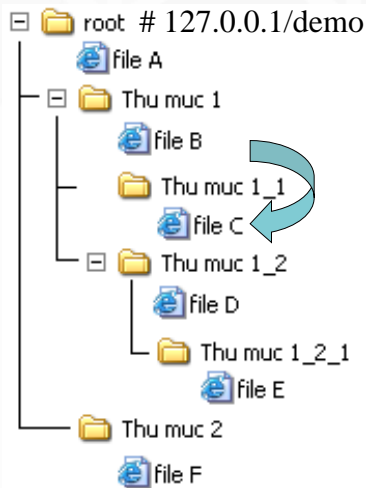 root # 127.0.0.1/demo
file A
Thu muc 1
file B
Thu muc 1_1
file C
Thu muc 1_2
file D
Thu muc 1_2_1
file E
Thu muc 2
file F